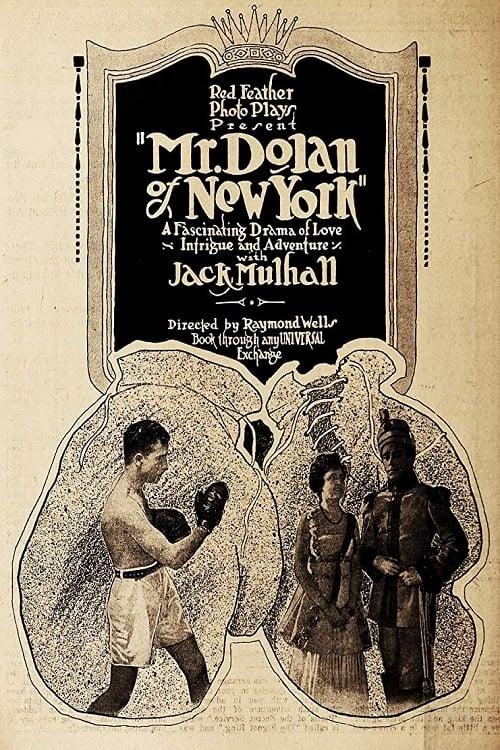 Red Feather
Photo Plays
Present
"Mr. Dolan
of New York"
A Fascinating Drama of Love
Intrigue and Adventure
with
Jack Mulhall
Directed by Raymond Wells
Book through any UNIVERSAL
Exchange